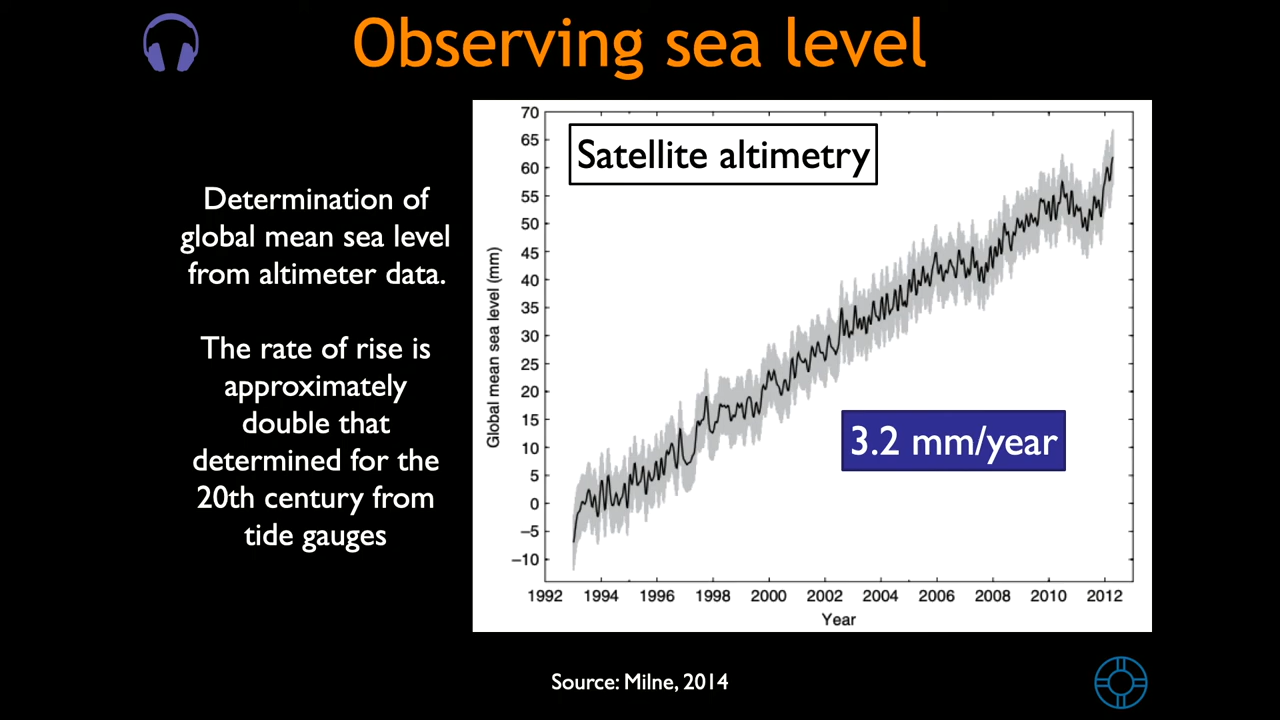 Observing sea level
Determination of
global mean sea level
from altimeter data.
The rate of rise is
approximately
double that
determined for the
20th century from
tide gauges
Satellite altimetry
3.2 mm/year
Global mean sea level (mm)
70
65
60
55
50
45
40
35
30
25
20
15
10
5
0
−5
−10
1992 1994 1996 1998 2000 2002 2004 2006 2008 2010 2012
Year
Source: Milne, 2014